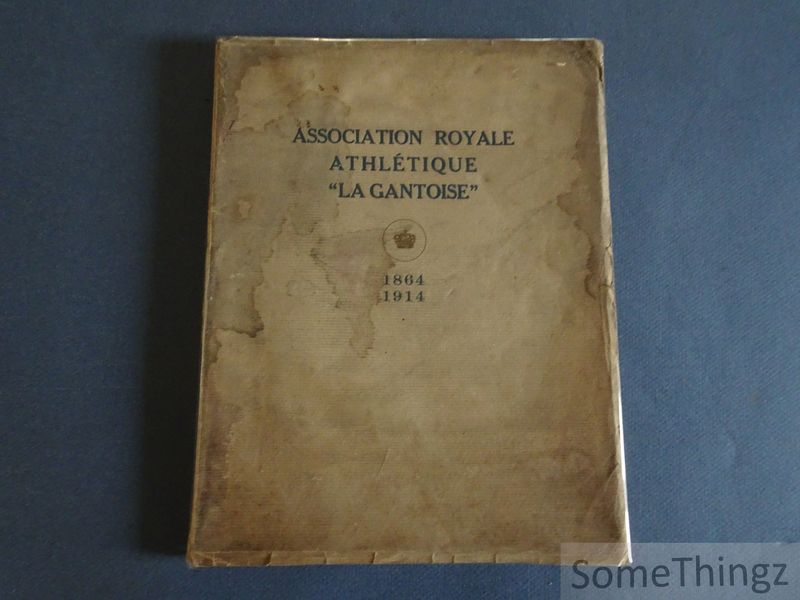 ASSOCIATION ROYALE
ATHLÉTIQUE
"LA GANTOISE"
1864
1914
SomeThingz